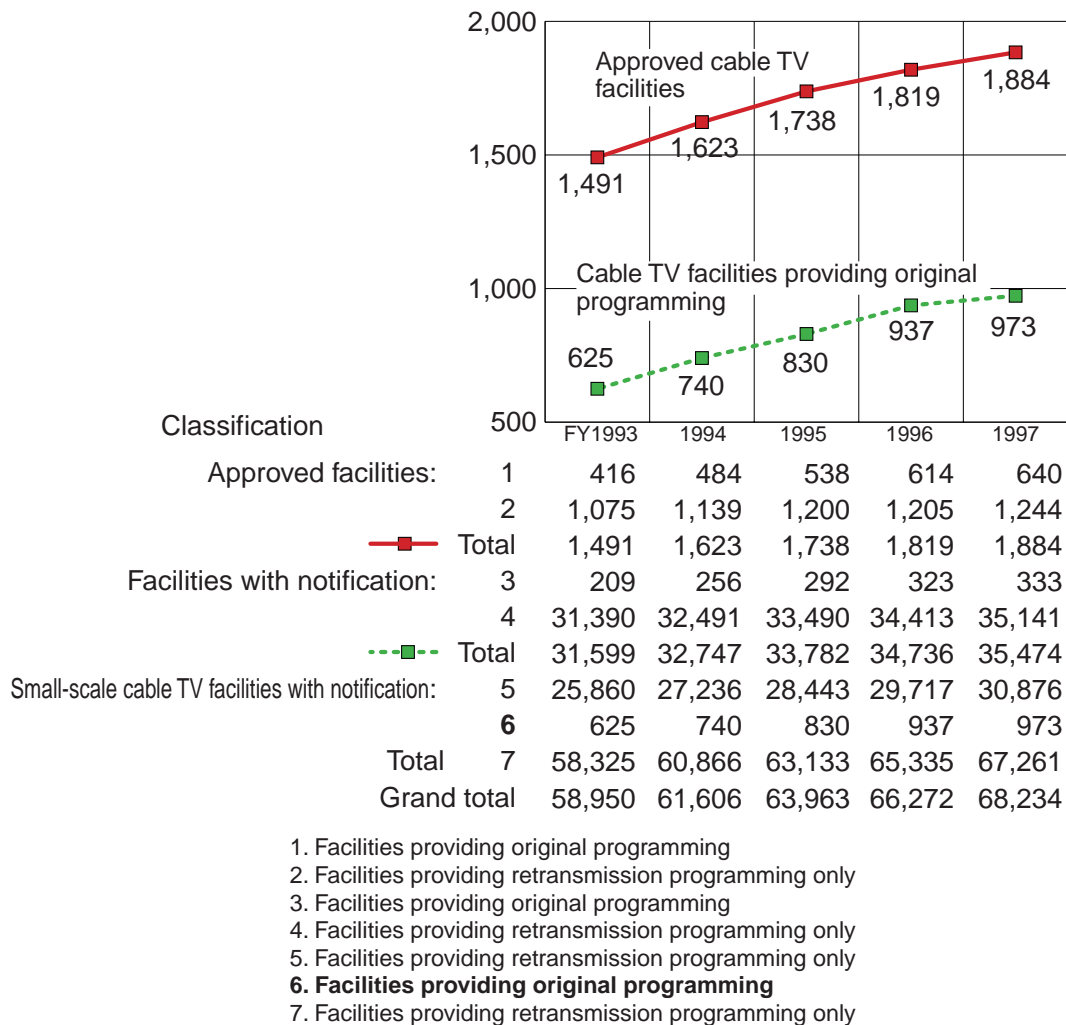 2,000
Approved cable TV
facilities
1,884
1,819
1,738
1,623
1,500
1,491
Cable TV facilities providing original
programming
1,000
973
937
830
740
625
500
Classification
FY1993 1994 1995 1996 1997
Approved facilities: 1 416 484 538 614 640
2 1,075 1,139 1,200 1,205 1,244
Total 1,491 1,623 1,738 1,819 1,884
Facilities with notification: 3 209 256 292 323 333
4 31,390 32,491 33,490 34,413 35,141
Total 31,599 32,747 33,782 34,736 35,474
Small-scale cable TV facilities with notification: 5 25,860 27,236 28,443 29,717 30,876
6 625 740 830 937 973
Total 7 58,325 60,866 63,133 65,335 67,261
Grand total 58,950 61,606 63,963 66,272 68,234
1. Facilities providing original programming
2. Facilities providing retransmission programming only
3. Facilities providing original programming
4. Facilities providing retransmission programming only
5. Facilities providing retransmission programming only
6. Facilities providing original programming
7. Facilities providing retransmission programming only